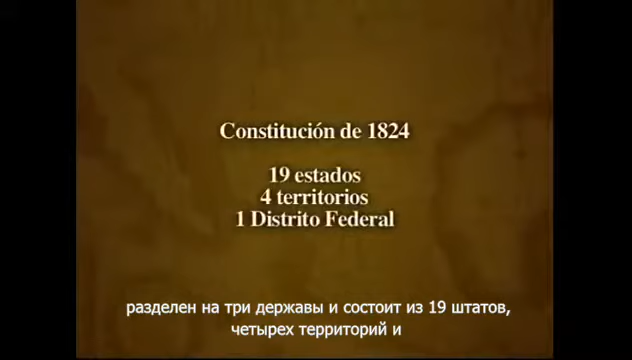 Constitución de 1824
19 estados
4 territorios
1 Distrito Federal
разделен на три державы и состоит из 19 штатов,
четырех территорий и